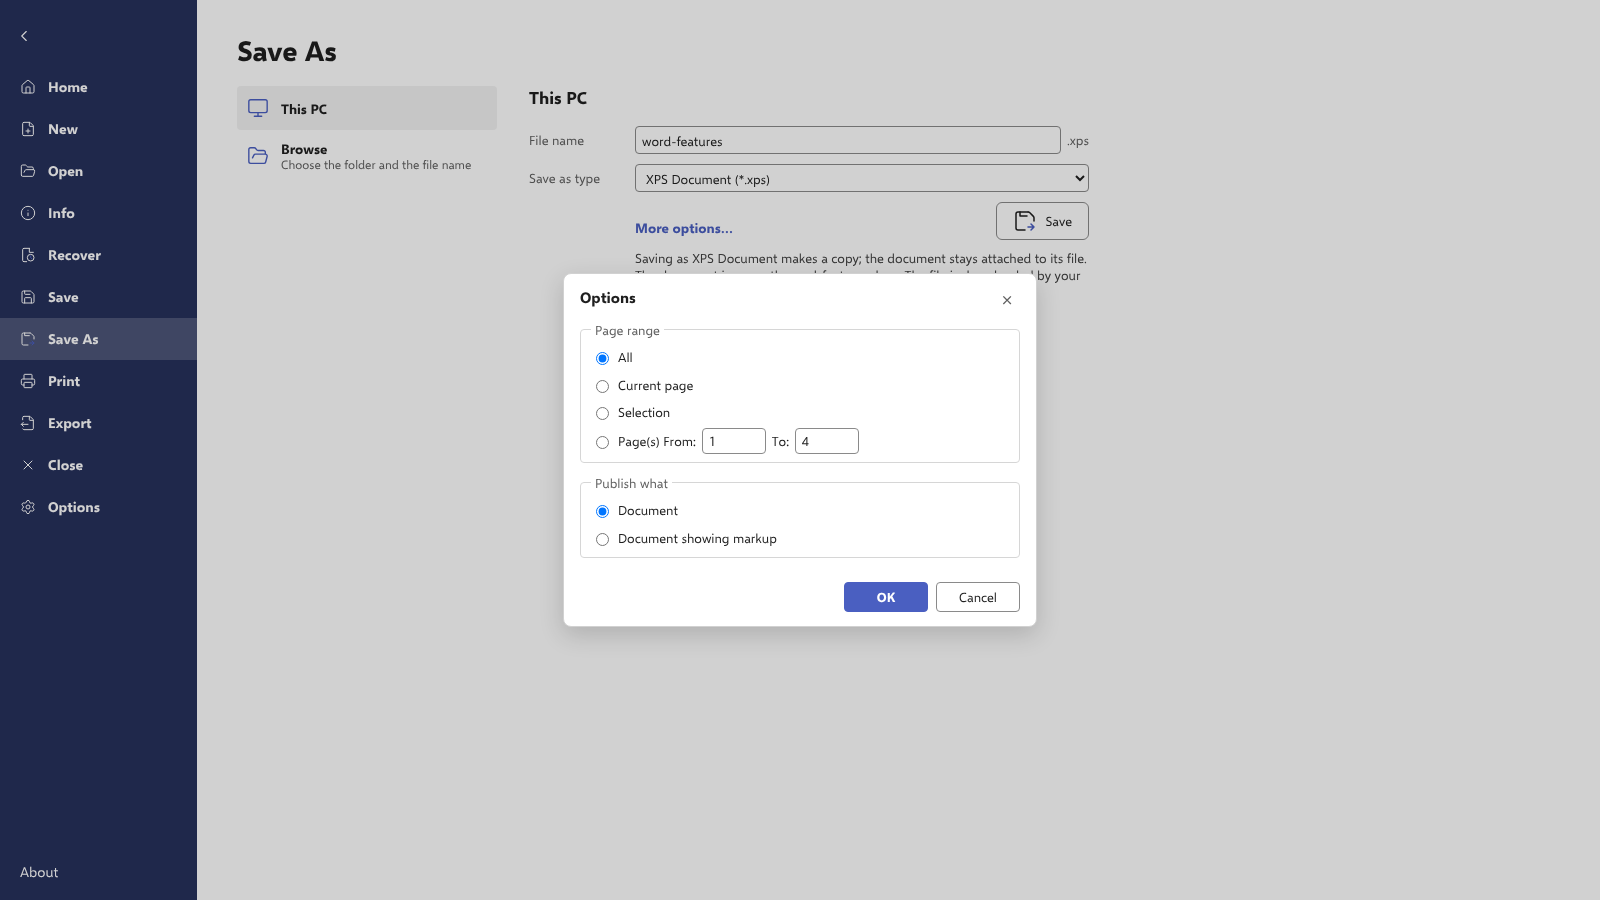 Home
New
Open
Info
Recover
Save
Save As
Print
Export
Close
Options
About
Save As
This PC
Browse
Choose the folder and the file name
This PC
File name
word-features
.xps
Save as type
XPS Document (*.xps)
More options...
Save
Saving as XPS Document makes a copy; the document stays attached to its file.
by your
Options
Page range
All
Current page
Selection
Page(s) From: 1 To: 4
Publish what
Document
Document showing markup
OK
Cancel